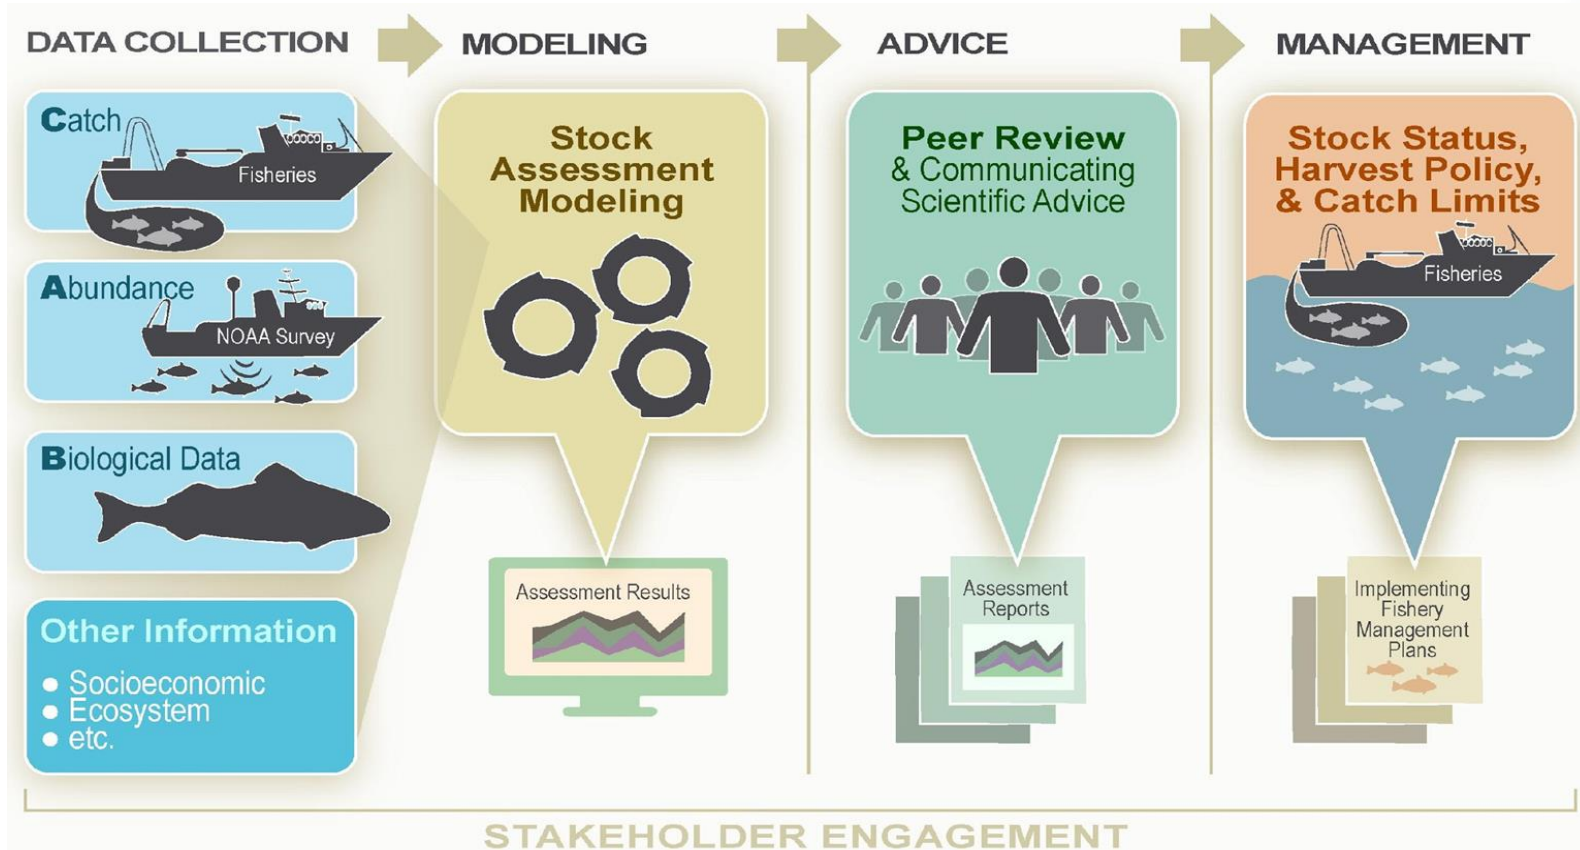 DATA COLLECTION
MODELING
ADVICE
MANAGEMENT
Catch
Fisheries
Abundance
NOAA Survey
Biological Data
Other Information
● Socioeconomic
● Ecosystem
● etc.
Stock
Assessment
Modeling
Assessment Results
Peer Review
& Communicating
Scientific Advice
Assessment
Reports
Stock Status,
Harvest Policy,
& Catch Limits
Fisheries
Implementing
Fishery
Management
Plans
STAKEHOLDER ENGAGEMENT